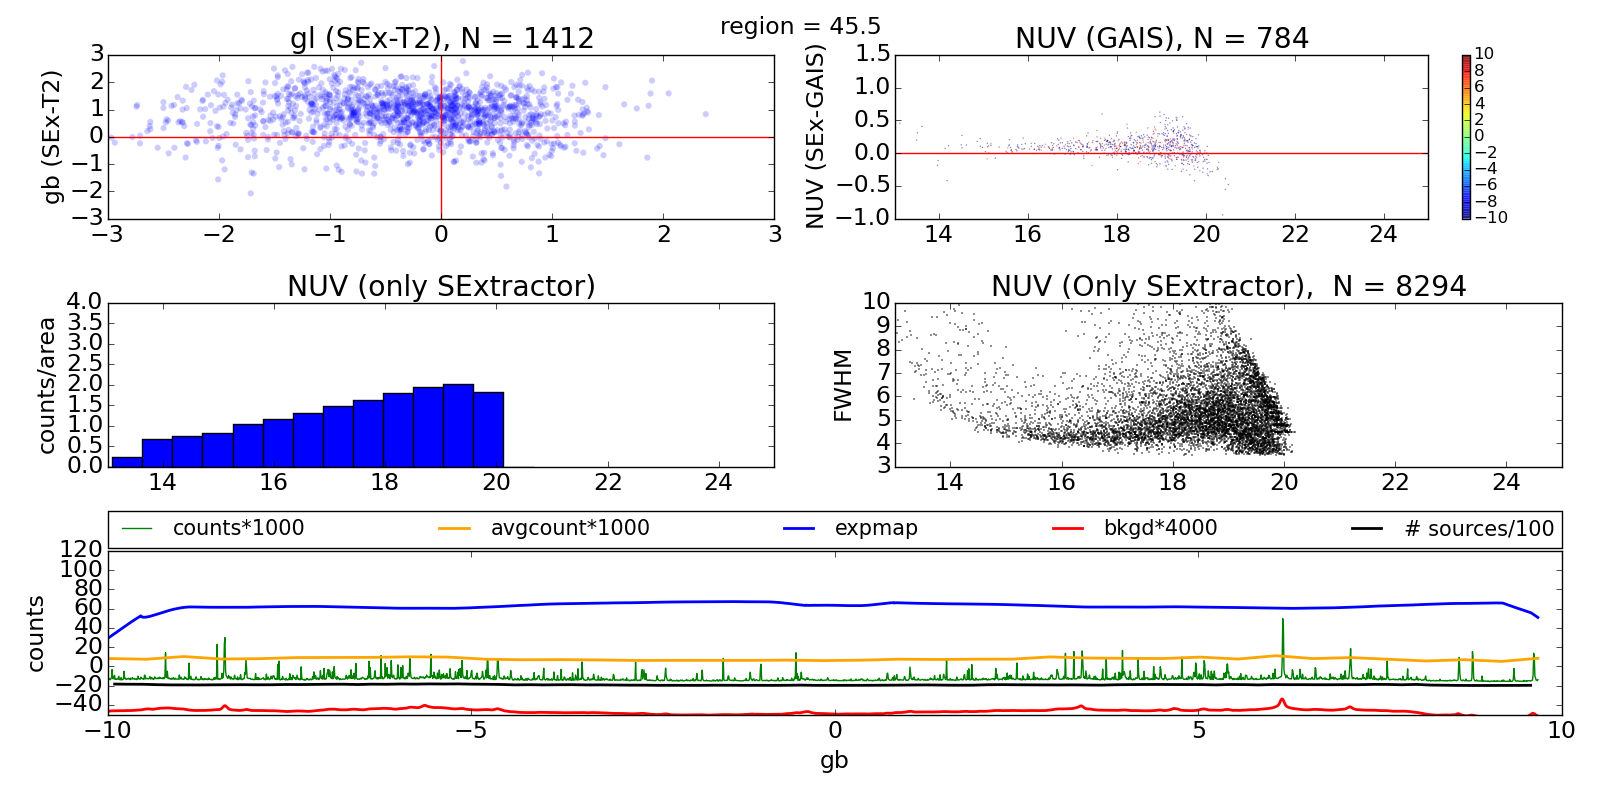 region = 45.5
gl (SEx-T2), N = 1412
gb (SEx-T2)
3
2
1
0
−1
−2
−3
−3 −2 −1 0 1 2 3
NUV (GAIS), N = 784
NUV (SEx-GAIS)
1.5
1.0
0.5
0.0
−0.5
−1.0
14 16 18 20 22 24
10
8
6
4
2
0
−2
−4
−6
−8
−10
NUV (only SExtractor)
counts/area
4.0
3.5
3.0
2.5
2.0
1.5
1.0
0.5
0.0
14 16 18 20 22 24
NUV (Only SExtractor), N = 8294
FWHM
10
9
8
7
6
5
4
3
14 16 18 20 22 24
counts*1000 avgcount*1000 expmap bkgd*4000 # sources/100
counts
120
100
80
60
40
20
0
−20
−40
−10 −5 0 5 10
gb